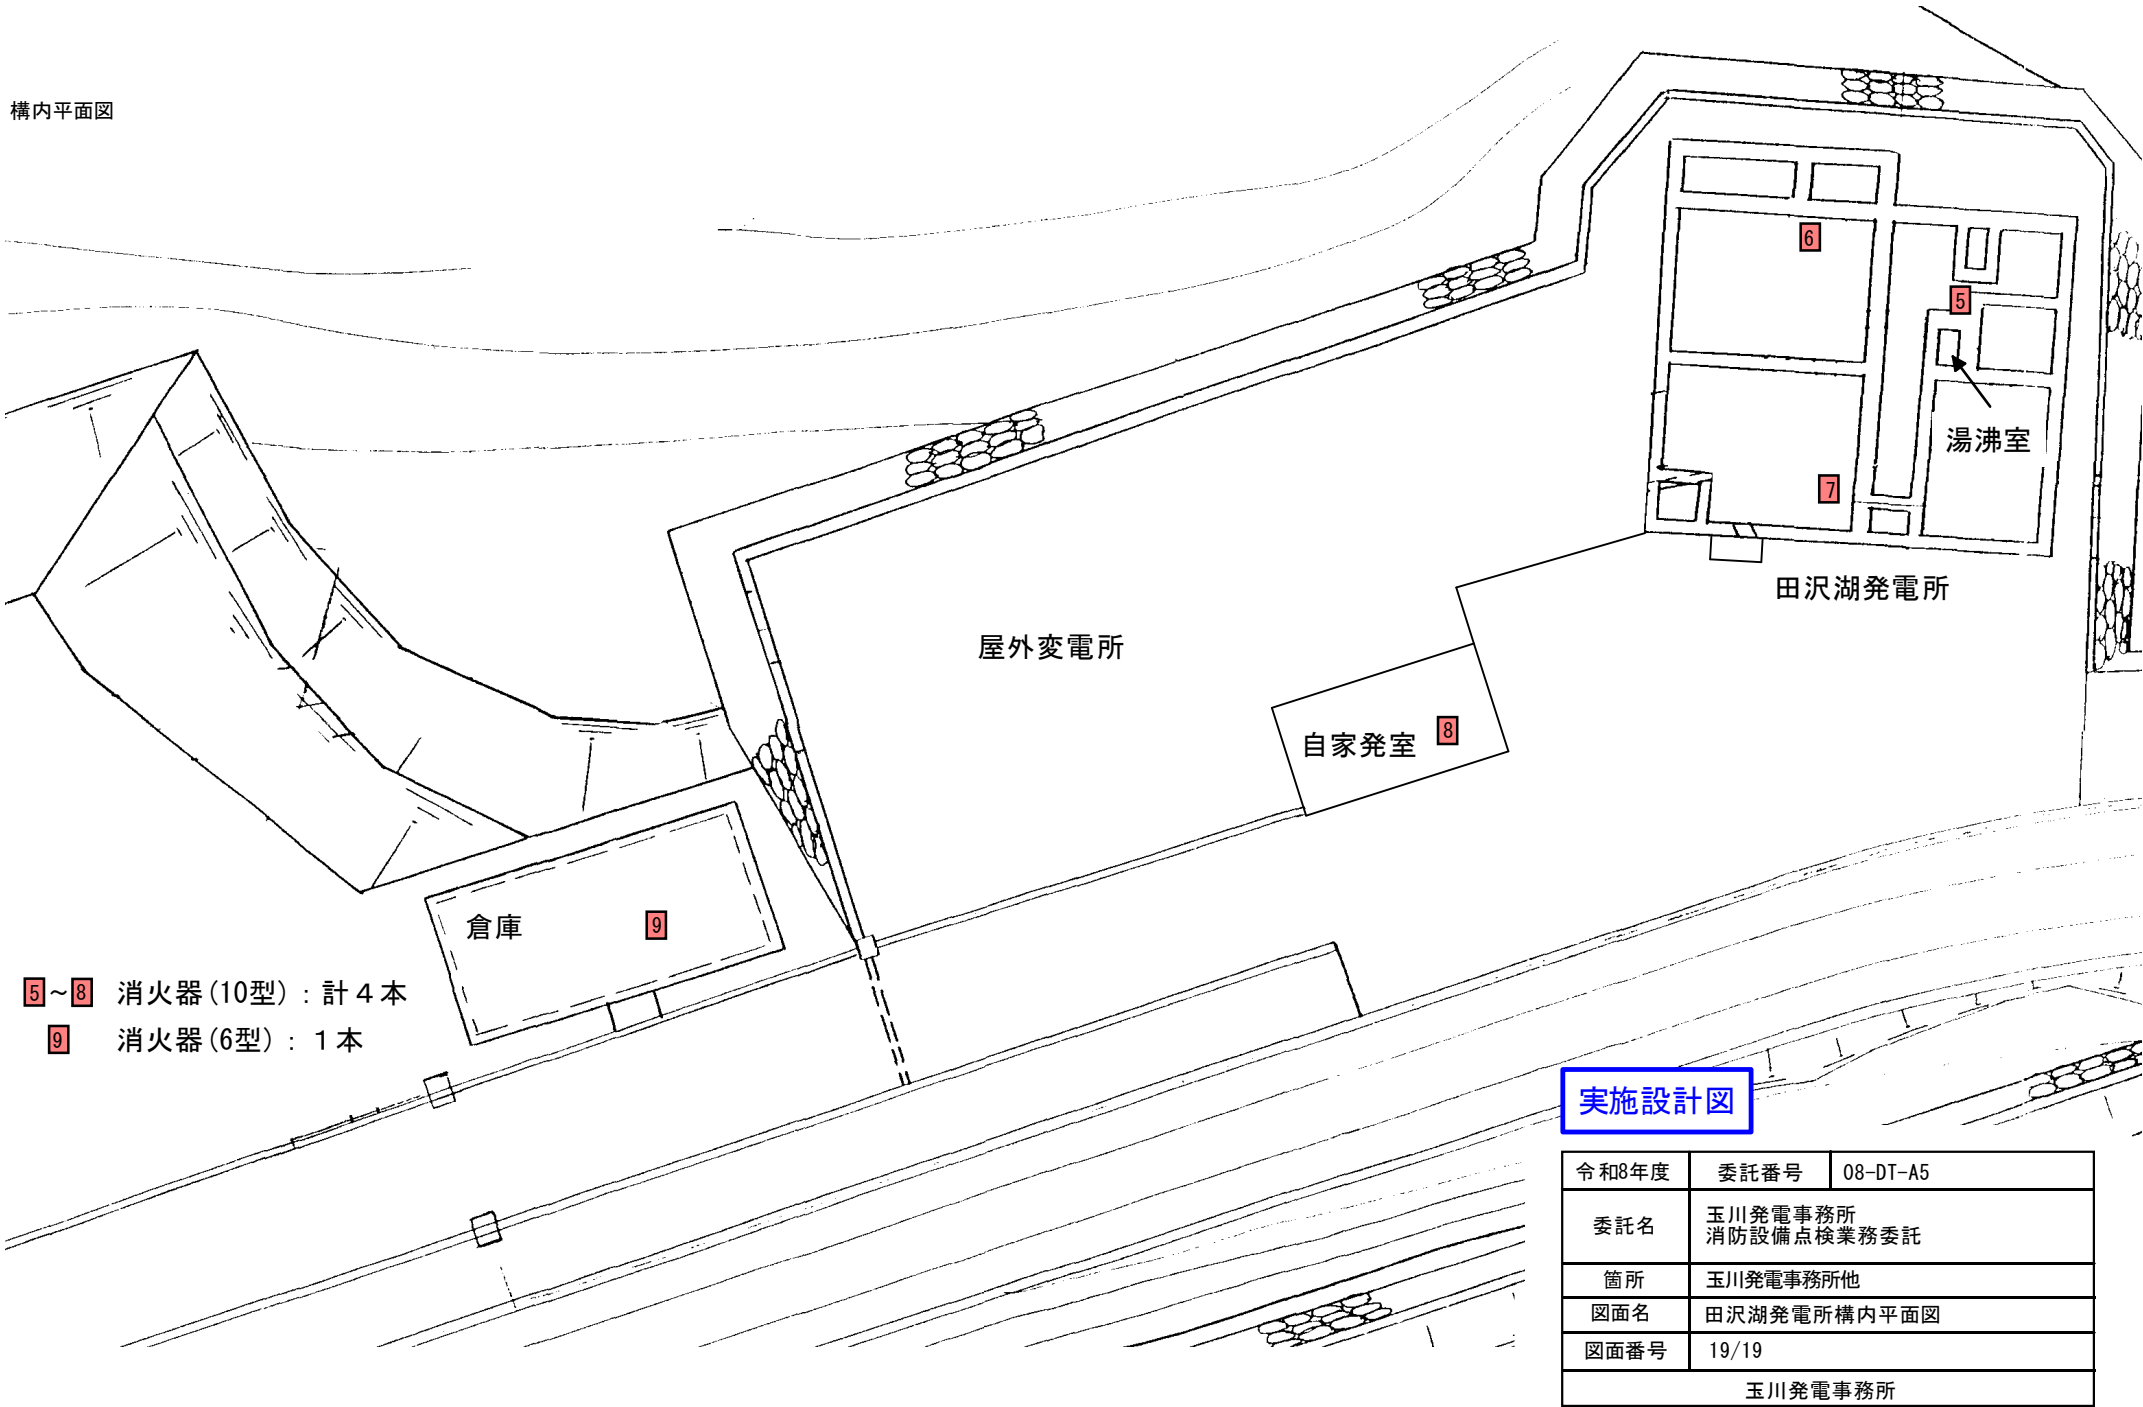 構内平面図
6
5
湯沸室
7
田沢湖発電所
屋外変電所
自家発室 8
倉庫 9
5～8 消火器(10型)：計４本
9 消火器(6型)：１本
実施設計図
令和8年度 委託番号 08-DT-A5
委託名 玉川発電事務所
消防設備点検業務委託
箇所 玉川発電事務所他
図面名 田沢湖発電所構内平面図
図面番号 19/19
玉川発電事務所